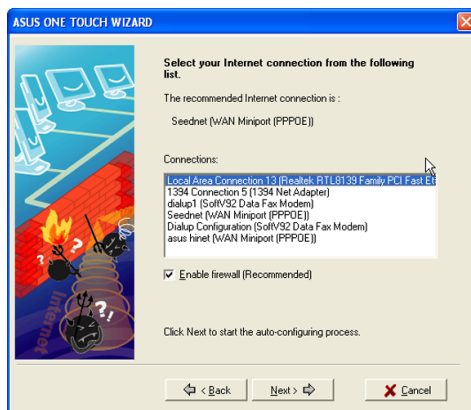 ASUS ONE TOUCH WIZARD
Select your Internet connection from the following
list.
The recommended Internet connection is :
Seednet (WAN Miniport (PPPOE))
Connections:
Local Area Connection 13 (Realtek RTL8139 Family PCI Fast Et
1394 Connection 5 (1394 Net Adapter)
dialup1 (SoftV92 Data Fax Modem)
Seednet (WAN Miniport (PPPOE))
Dialup Configuration (SoftV92 Data Fax Modem)
asus hinet (WAN Miniport (PPPOE))
Enable firewall (Recommended)
Internet
Click Next to start the auto-configuring process.
< Back
Next >
Cancel